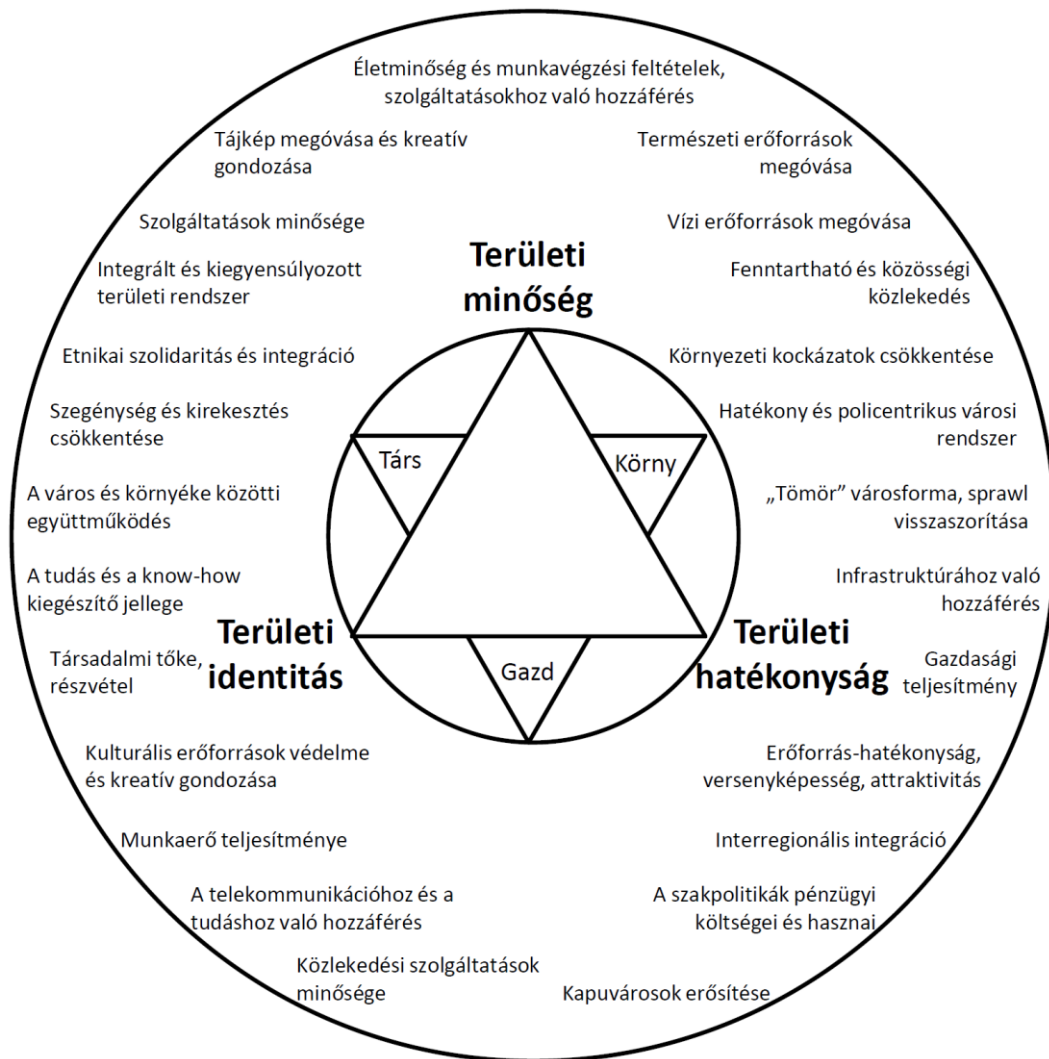 Életminőség és munkavégzési feltételek,
szolgáltatásokhoz való hozzáférés
Tájkép megóvása és kreatív
gondozása
Természeti erőforrások
megóvása
Szolgáltatások minősége
Vízi erőforrások megóvása
Területi
minőség
Integrált és kiegyensúlyozott
területi rendszer
Fenntartható és közösségi
közlekedés
Etnikai szolidaritás és integráció
Környezeti kockázatok csökkentése
Szegénység és kirekesztés
csökkentése
Hatékony és policentrikus városi
rendszer
Társ
Körny
A város és környéke közötti
együttműködés
„Tömör” városforma, sprawl
visszaszorítása
A tudás és a know-how
kiegészítő jellege
Infrastruktúrához való
hozzáférés
Területi
identitás
Területi
hatékonyság
Társadalmi tőke,
részvétel
Gazd
Gazdasági
teljesítmény
Kulturális erőforrások védelme
és kreatív gondozása
Erőforrás-hatékonyság,
versenyképesség, attraktivitás
Munkaerő teljesítménye
Interregionális integráció
A telekommunikációhoz és a
tudáshoz való hozzáférés
A szakpolitikák pénzügyi
költségei és hasznai
Közlekedési szolgáltatások
minősége
Kapuvárosok erősítése